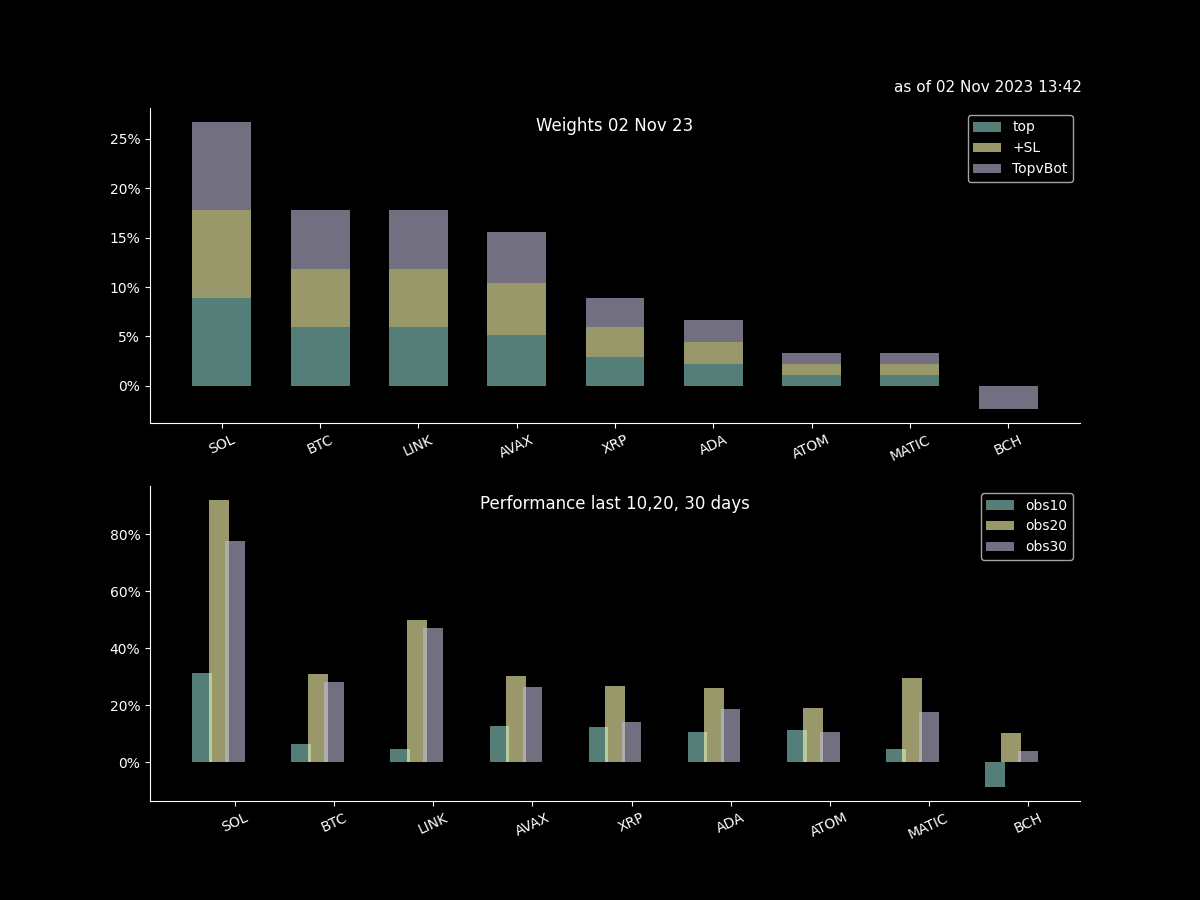 as of 02 Nov 2023 13:42
Weights 02 Nov 23
top
+SL
TopvBot
25%
20%
15%
10%
5%
0%
SOL BTC LINK AVAX XRP ADA ATOM MATIC BCH
Performance last 10,20, 30 days
obs10
obs20
obs30
80%
60%
40%
20%
0%
SOL BTC LINK AVAX XRP ADA ATOM MATIC BCH